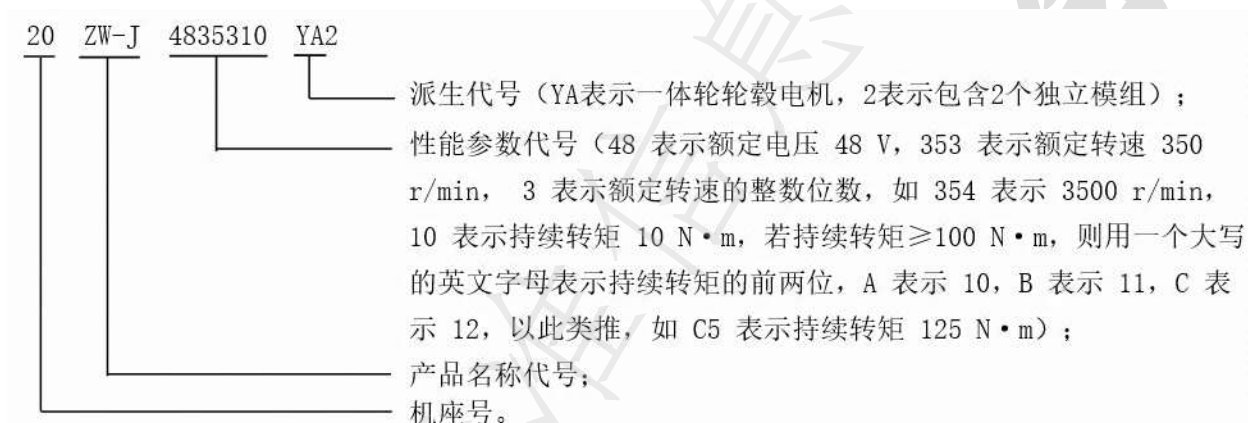 20 ZW-J 4835310 YA2
派生代号（YA表示一体轮轮毂电机，2表示包含2个独立模组）；
性能参数代号（48 表示额定电压 48 V，353 表示额定转速 350
r/min， 3 表示额定转速的整数位数，如 354 表示 3500 r/min，
10 表示持续转矩 10 N·m，若持续转矩≥100 N·m，则用一个大写
的英文字母表示持续转矩的前两位，A 表示 10，B 表示 11，C 表
示 12，以此类推，如 C5 表示持续转矩 125 N·m）；
产品名称代号；
机座号。